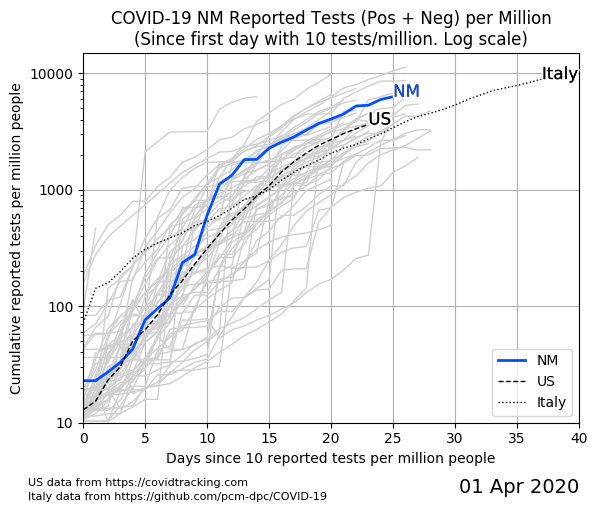 COVID-19 NM Reported Tests (Pos + Neg) per Million
(Since first day with 10 tests/million. Log scale)
Cumulative reported tests per million people
10000
1000
100
10
Italy
NM
US
NM
US
Italy
0 5 10 15 20 25 30 35 40
Days since 10 reported tests per million people
US data from https://covidtracking.com
Italy data from https://github.com/pcm-dpc/COVID-19
01 Apr 2020